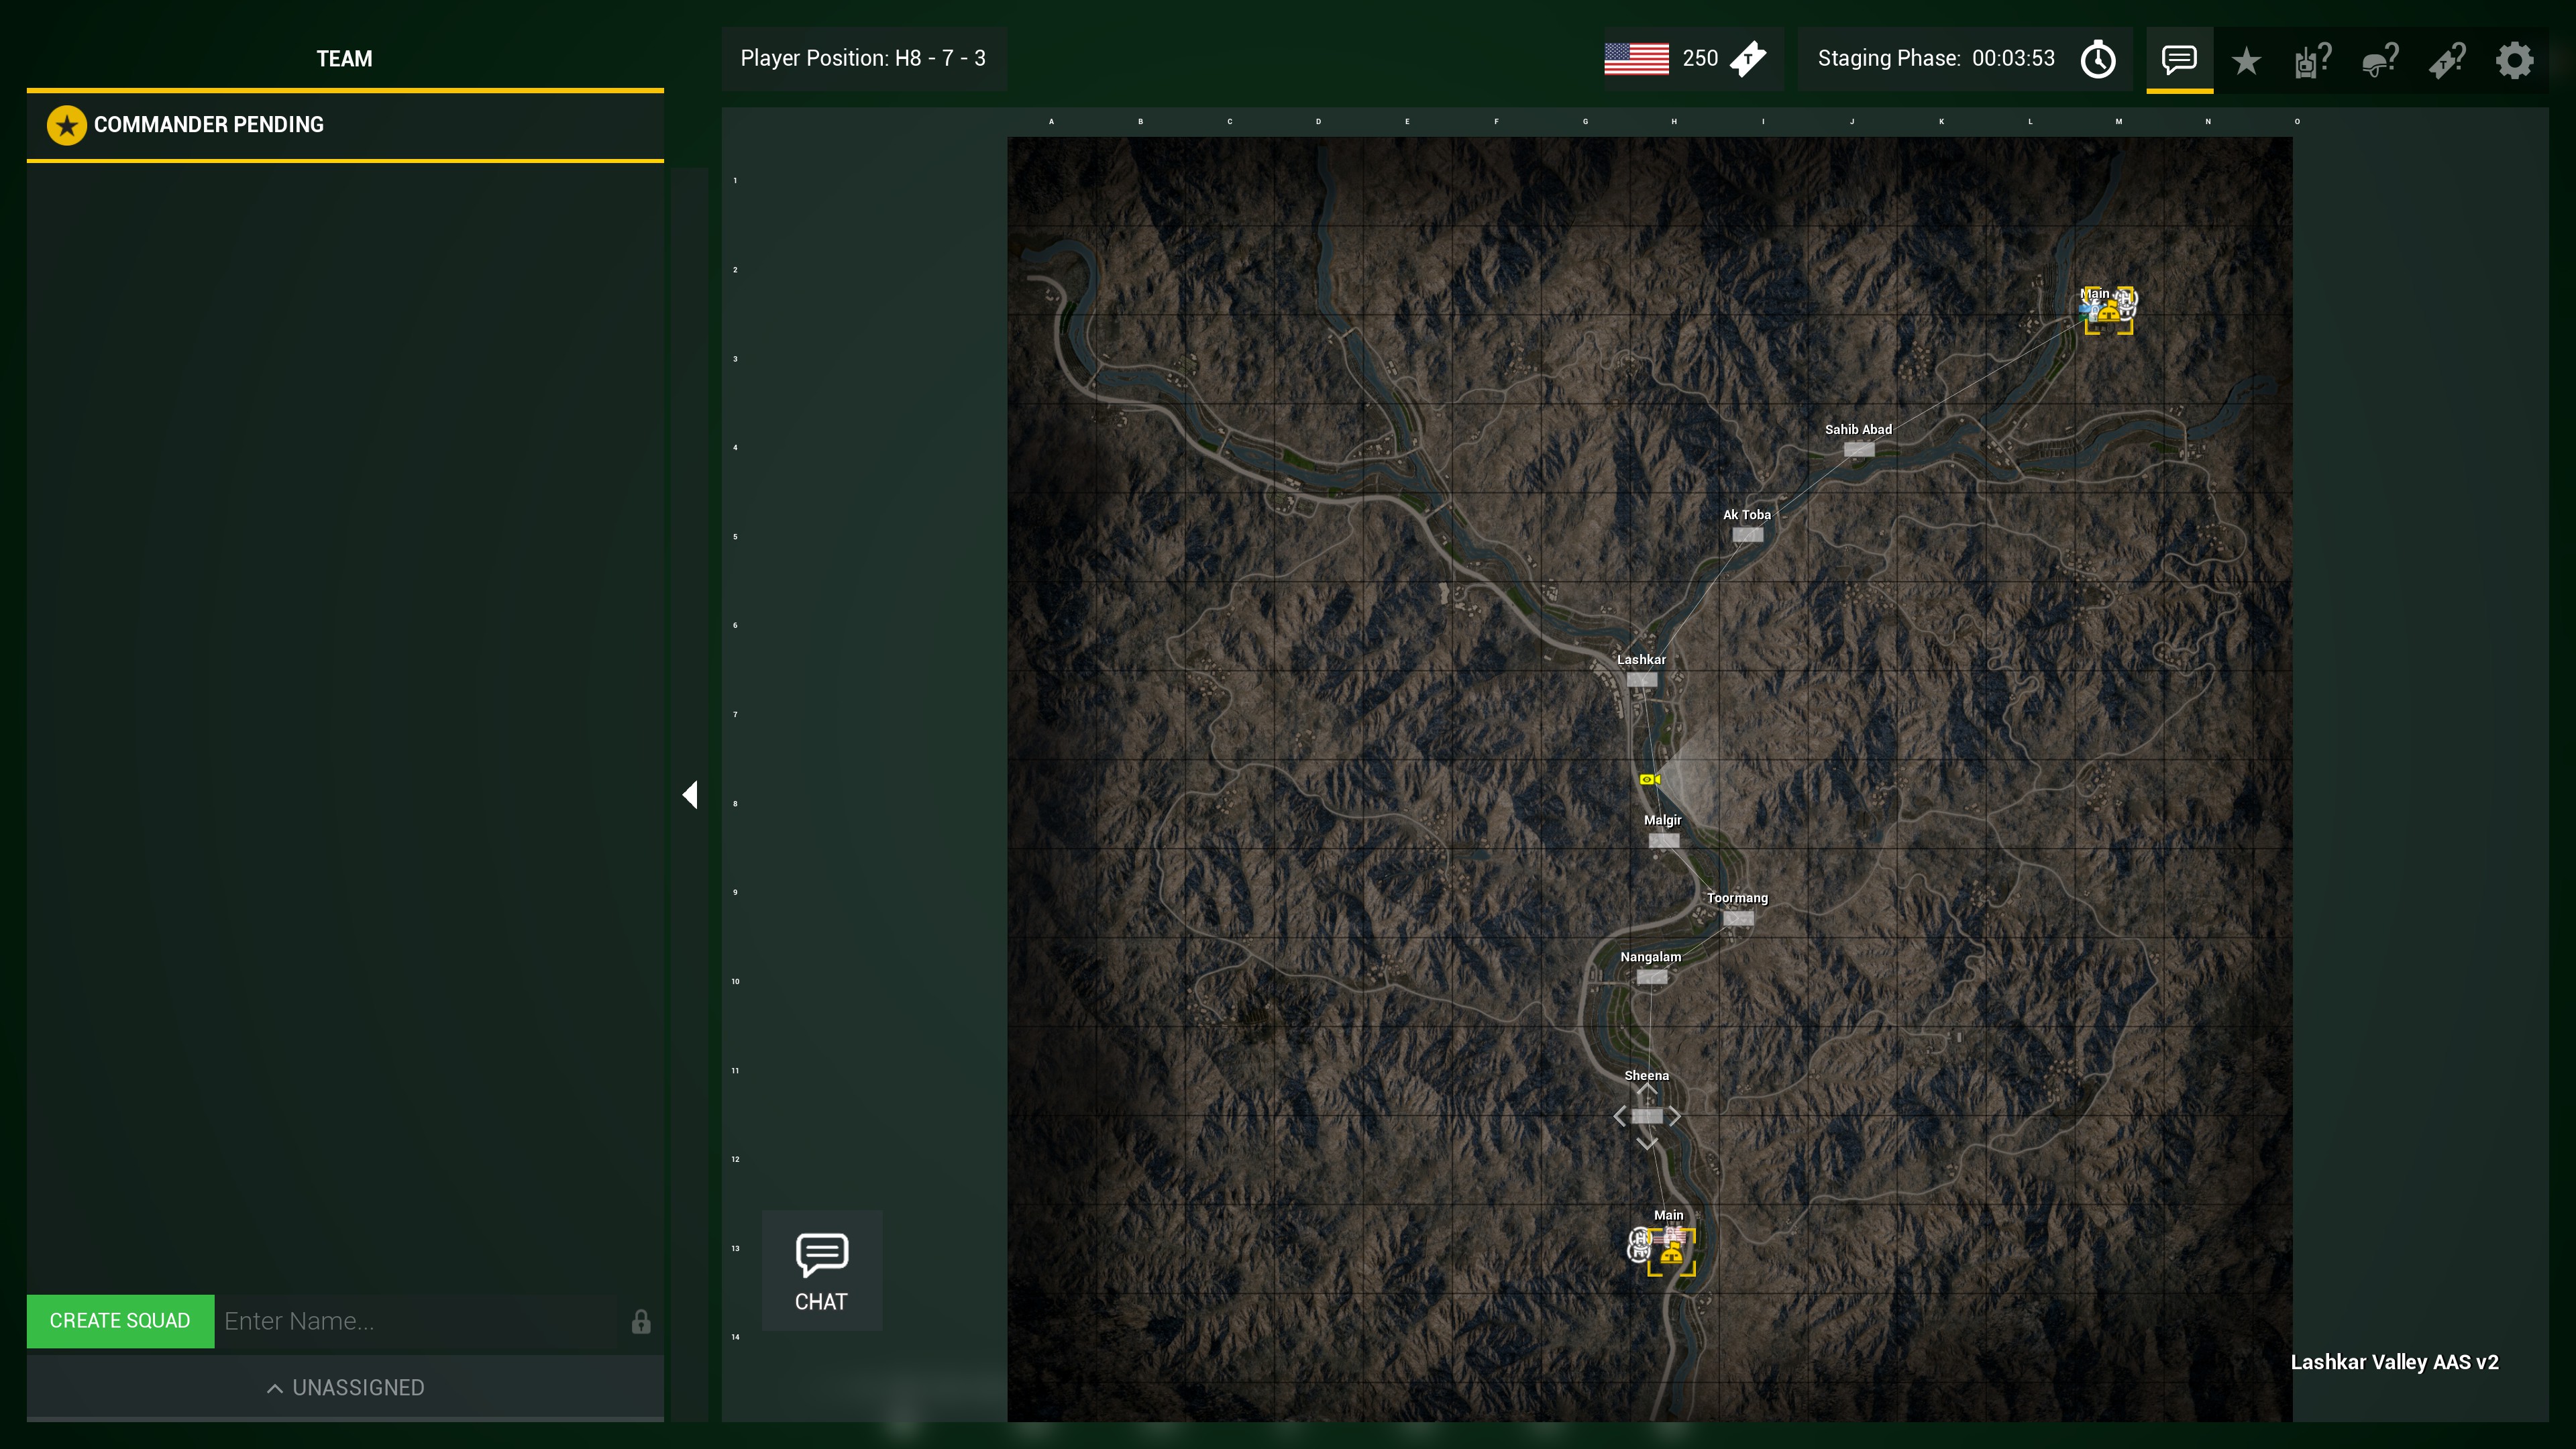 TEAM
Player Position: H8 - 7 - 3
250
T
Staging Phase: 00:03:53
? ? ?
COMMANDER PENDING
A B C D E F G H I J K L M N O
1
2
Main
3
4
Sahib Abad
5
Ak Toba
6
Lashkar
7
8
Malgir
9
Toormang
Nangalam
10
11
Sheena
12
Main
13
CHAT
CREATE SQUAD Enter Name...
14
Lashkar Valley AAS v2
UNASSIGNED